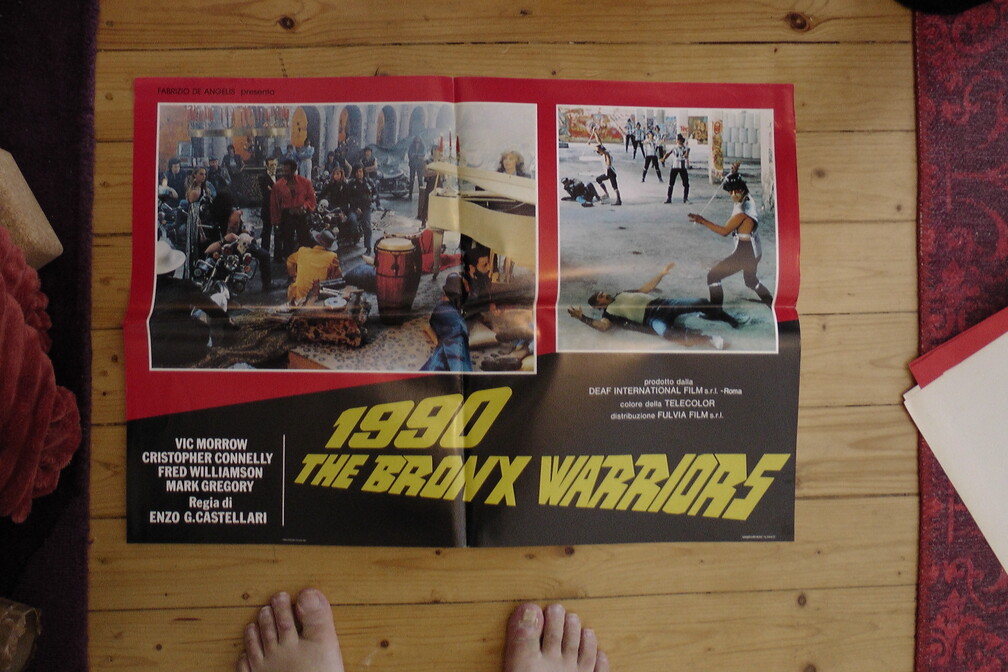 FABRIZIO DE ANGELIS presenta
prodotto dalla
DEAF INTERNATIONAL FILM s.r.l. -Roma
colore della TELECOLOR
distribuzione FULVIA FILM s.r.l.
1990
THE BRONX WARRIORS
VIC MORROW
CRISTOPHER CONNELLY
FRED WILLIAMSON
MARK GREGORY
Regia di
ENZO G.CASTELLARI